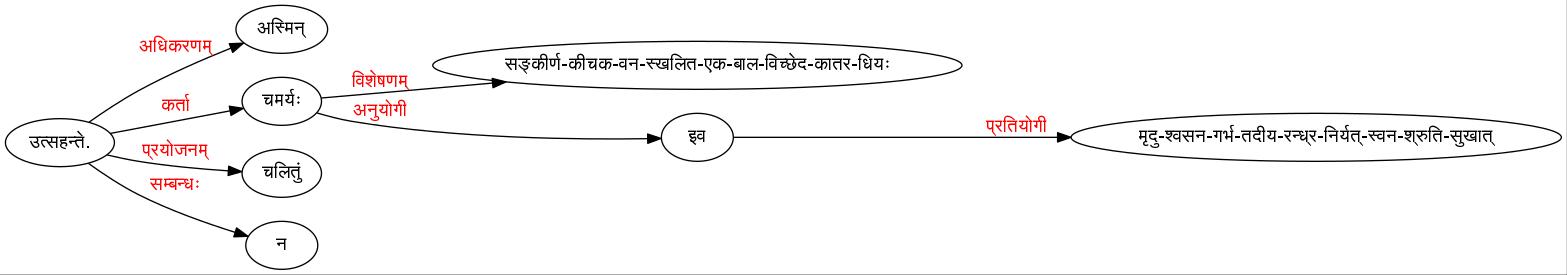 अस्मिन्
अधिकरणम्
सङ्कीर्ण-कीचक-वन-स्खलित-एक-बाल-विच्छेद-कातर-धियः
विशेषणम्
कर्ता
चमर्यः
अनुयोगी
उत्सहन्ते.
इव
प्रतियोगी
मृदु-श्वसन-गर्भ-तदीय-रन्ध्र-निर्यत्-स्वन-श्रुति-सुखात्
प्रयोजनम्
चलितुं
सम्बन्धः
न